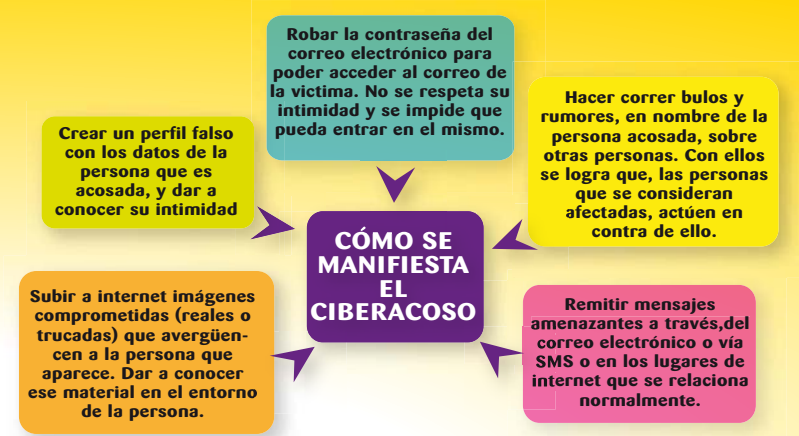 Robar la contraseña del
correo electrónico para
poder acceder al correo de
la victima. No se respeta su
intimidad y se impide que
pueda entrar en el mismo.
Crear un perfil falso
con los datos de la
persona que es
acosada, y dar a
conocer su intimidad
Hacer correr bulos y
rumores, en nombre de la
persona acosada, sobre
otras personas. Con ellos
se logra que, las personas
que se consideran
afectadas, actúen en
contra de ello.
CÓMO SE
MANIFIESTA
EL
CIBERACOSO
Subir a internet imágenes
comprometidas (reales o
trucadas) que avergüen-
cen a la persona que
aparece. Dar a conocer
ese material en el entorno
de la persona.
Remitir mensajes
amenazantes a través,del
correo electrónico o vía
SMS o en los lugares de
internet que se relaciona
normalmente.